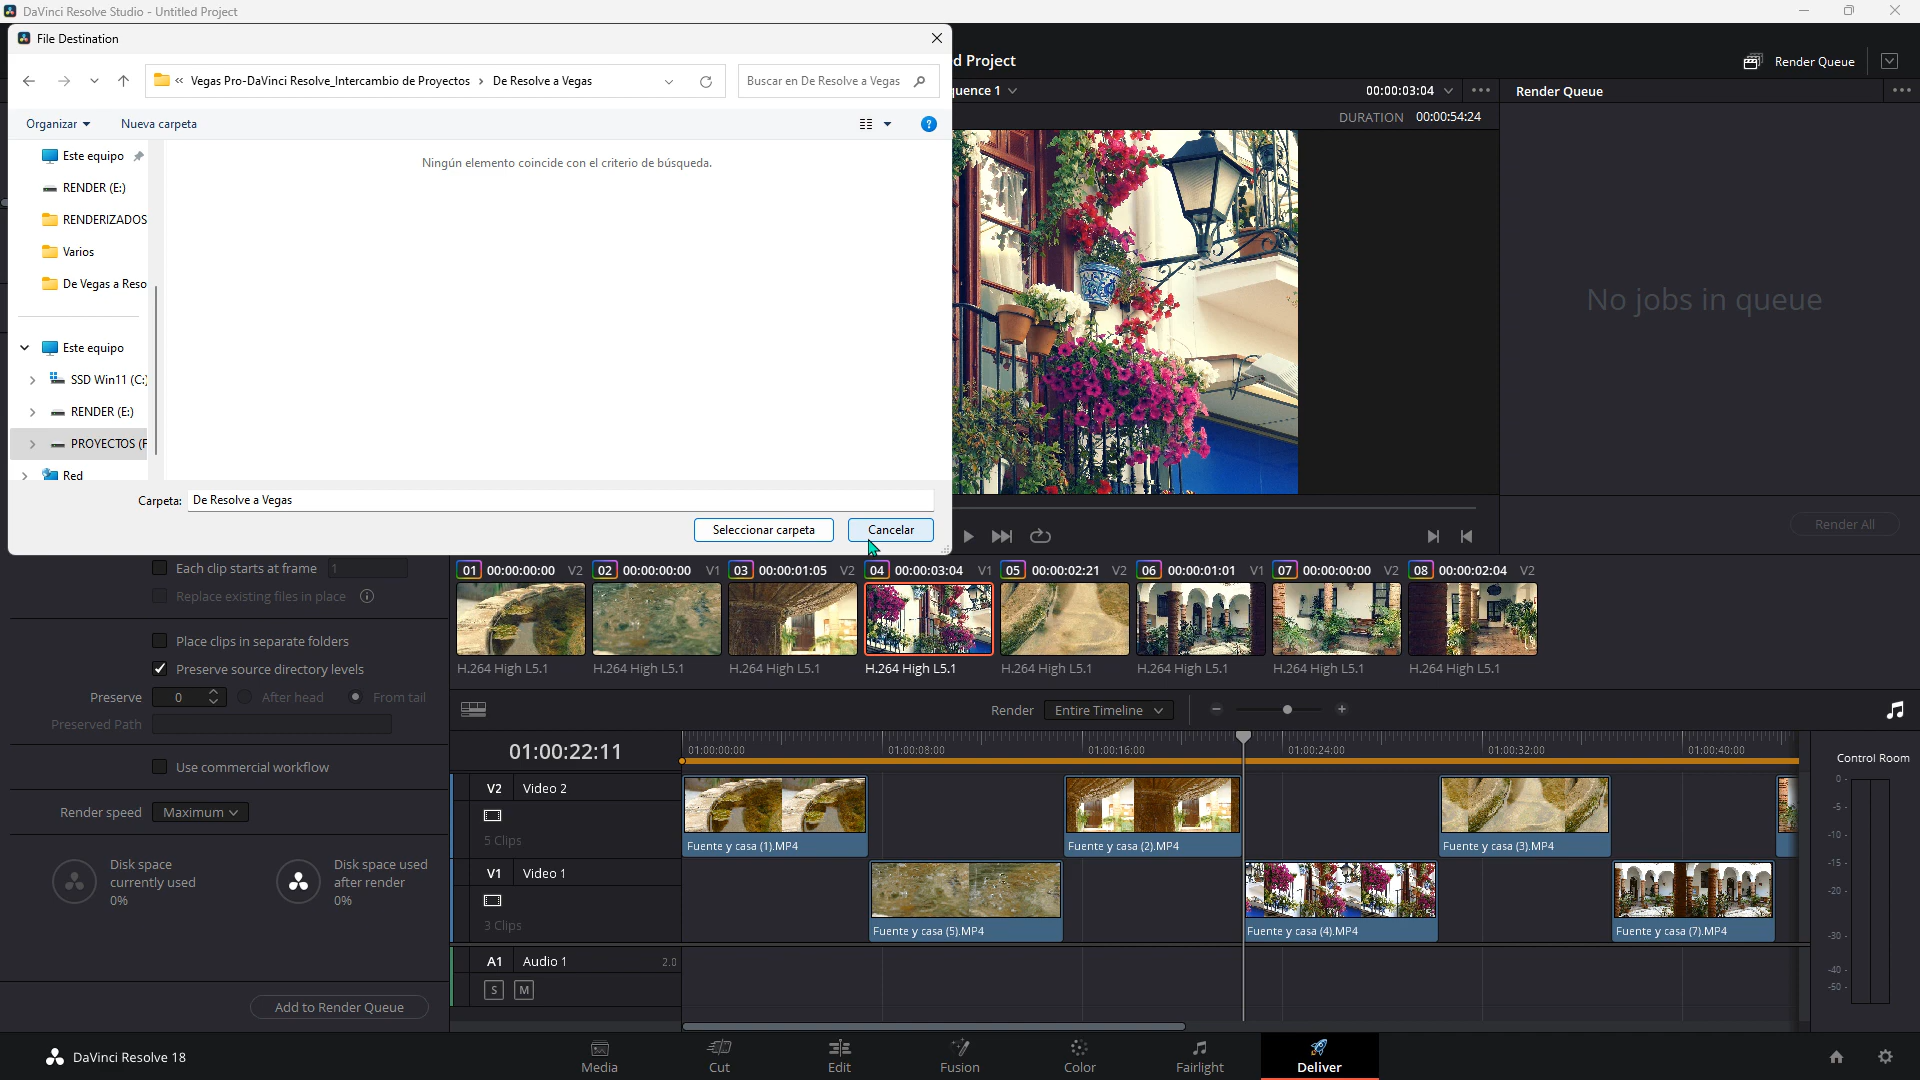 DaVinci Resolve Studio - Untitled Project
File Destination
« Vegas Pro-DaVinci Resolve_Intercambio de Proyectos › De Resolve a Vegas
Buscar en De Resolve a Vegas
Organizar
Nueva carpeta
Este equipo
Ningún elemento coincide con el criterio de búsqueda.
RENDER (E:)
RENDERIZADOS
Varios
De Vegas a Reso
Este equipo
SSD Win11 (C:)
RENDER (E:)
PROYECTOS (F
Red
Carpeta: De Resolve a Vegas
Seleccionar carpeta
Cancelar
d Project
Render Queue
quence 1
00:00:03:04
Render Queue
DURATION 00:00:54:24
No jobs in queue
Render All
Each clip starts at frame 1
Replace existing files in place
Place clips in separate folders
Preserve source directory levels
Preserve 0 After head From tail
Preserved Path
Use commercial workflow
Render speed Maximum
Disk space currently used 0%
Disk space used after render 0%
Add to Render Queue
01 00:00:00:00 V2 02 00:00:00:00 V1 03 00:00:01:05 V2 04 00:00:03:04 V1 05 00:00:02:21 V2 06 00:00:01:01 V1 07 00:00:00:00 V2 08 00:00:02:04 V2
H.264 High L5.1 H.264 High L5.1 H.264 High L5.1 H.264 High L5.1 H.264 High L5.1 H.264 High L5.1 H.264 High L5.1 H.264 High L5.1
Render Entire Timeline
01:00:22:11
01:00:00:00 01:00:08:00 01:00:16:00 01:00:24:00 01:00:32:00 01:00:40:00
Control Room
V2 Video 2
5 Clips
Fuente y casa (1).MP4
Fuente y casa (2).MP4
Fuente y casa (3).MP4
V1 Video 1
3 Clips
Fuente y casa (5).MP4
Fuente y casa (4).MP4
Fuente y casa (7).MP4
A1 Audio 1 2.0
S M
0
-5
-10
-15
-20
-30
-40
-50
DaVinci Resolve 18
Media
Cut
Edit
Fusion
Color
Fairlight
Deliver